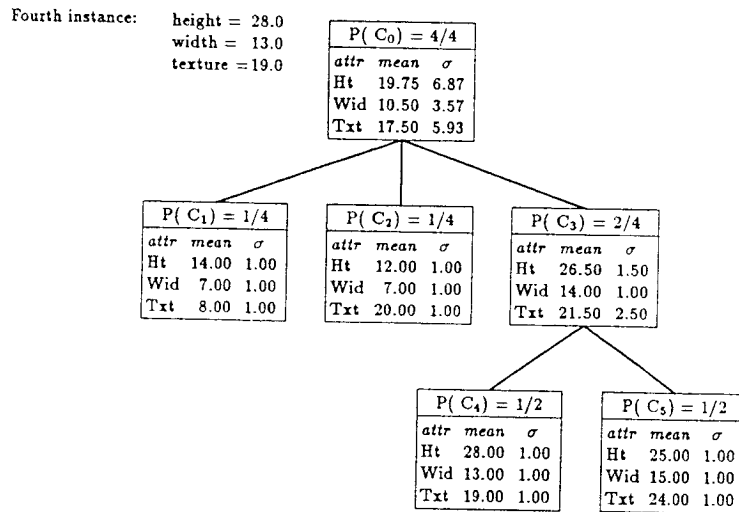 Fourth instance: height = 28.0
width = 13.0
texture = 19.0
P( C₀) = 4/4
attr mean σ
Ht 19.75 6.87
Wid 10.50 3.57
Txt 17.50 5.93
P( C₁) = 1/4
attr mean σ
Ht 14.00 1.00
Wid 7.00 1.00
Txt 8.00 1.00
P( C₂) = 1/4
attr mean σ
Ht 12.00 1.00
Wid 7.00 1.00
Txt 20.00 1.00
P( C₃) = 2/4
attr mean σ
Ht 26.50 1.50
Wid 14.00 1.00
Txt 21.50 2.50
P( C₄) = 1/2
attr mean σ
Ht 28.00 1.00
Wid 13.00 1.00
Txt 19.00 1.00
P( C₅) = 1/2
attr mean σ
Ht 25.00 1.00
Wid 15.00 1.00
Txt 24.00 1.00